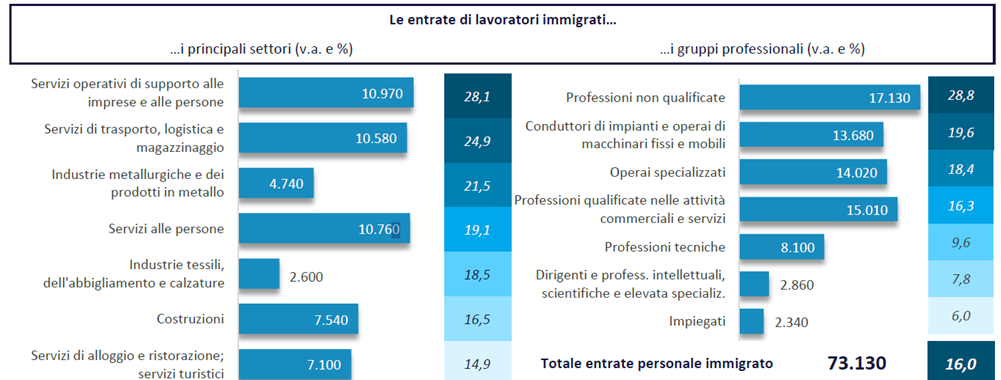 Le entrate di lavoratori immigrati...
...i principali settori (v.a. e %)
Servizi operativi di supporto alle
imprese e alle persone
10.970
28,1
Servizi di trasporto, logistica e
magazzinaggio
10.580
24,9
Industrie metallurgiche e dei
prodotti in metallo
4.740
21,5
Servizi alle persone
10.760
19,1
Industrie tessili,
dell'abbigliamento e calzature
2.600
18,5
Costruzioni
7.540
16,5
Servizi di alloggio e ristorazione;
servizi turistici
7.100
14,9
...i gruppi professionali (v.a. e %)
Professioni non qualificate
17.130
28,8
Conduttori di impianti e operai di
macchinari fissi e mobili
13.680
19,6
Operai specializzati
14.020
18,4
Professioni qualificate nelle attività
commerciali e servizi
15.010
16,3
Professioni tecniche
8.100
9,6
Dirigenti e profess. intellettuali,
scientifiche e elevata specializ.
2.860
7,8
Impiegati
2.340
6,0
Totale entrate personale immigrato
73.130
16,0